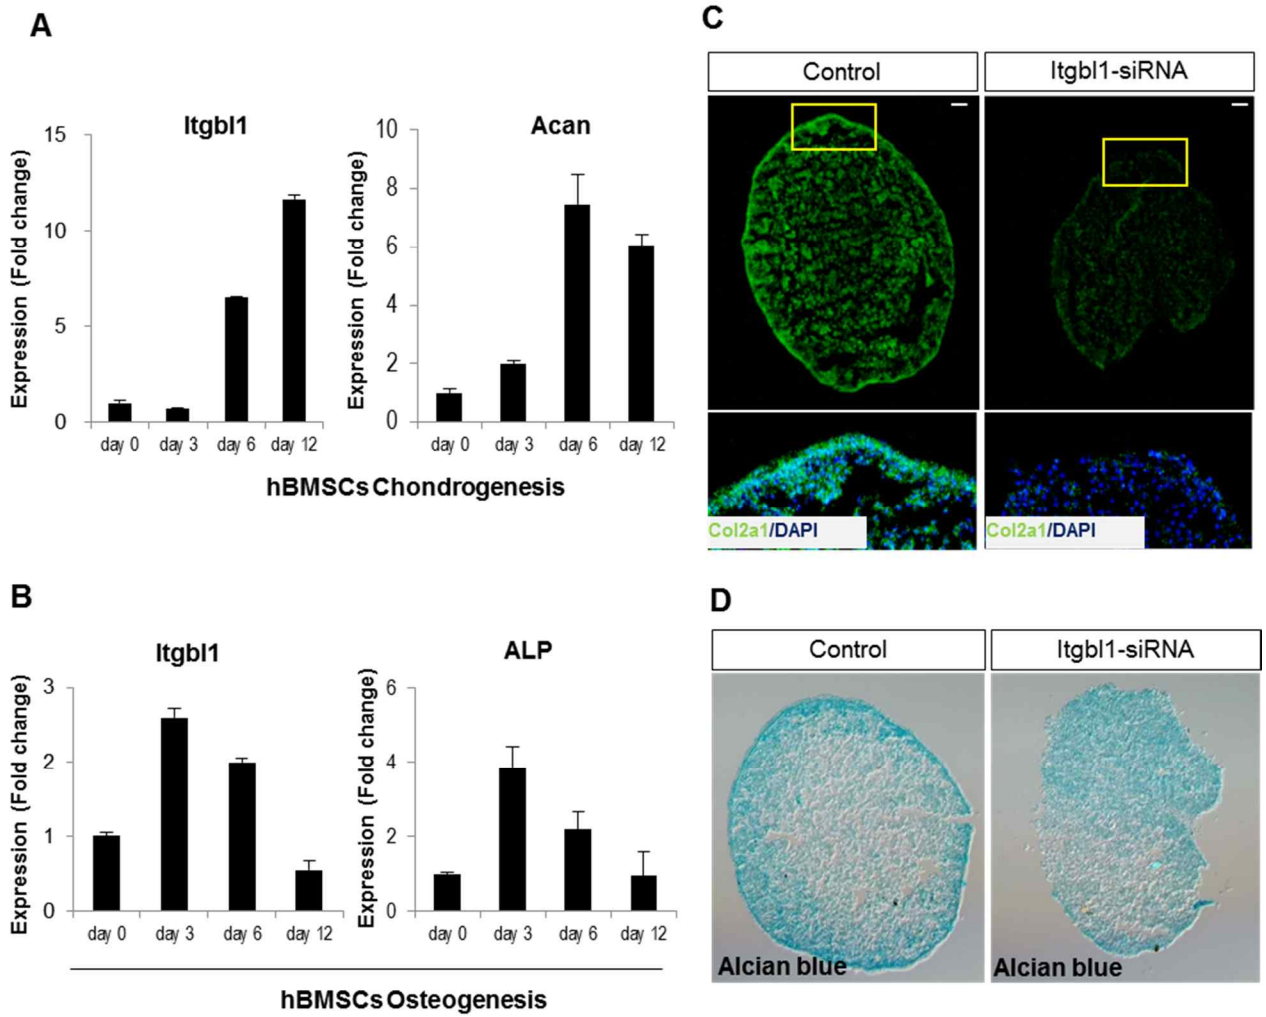 A
Itgbl1
Expression (Fold change)
15
10
5
0
day 0 day 3 day 6 day 12
Acan
Expression (Fold change)
10
8
6
4
2
0
day 0 day 3 day 6 day 12
hBMSCs Chondrogenesis
B
Itgbl1
Expression (Fold change)
3
2
1
0
day 0 day 3 day 6 day 12
ALP
Expression (Fold change)
6
4
2
0
day 0 day 3 day 6 day 12
hBMSCs Osteogenesis
C
Control
Itgbl1-siRNA
Col2a1/DAPI
Col2a1/DAPI
D
Control
Itgbl1-siRNA
Alcian blue
Alcian blue